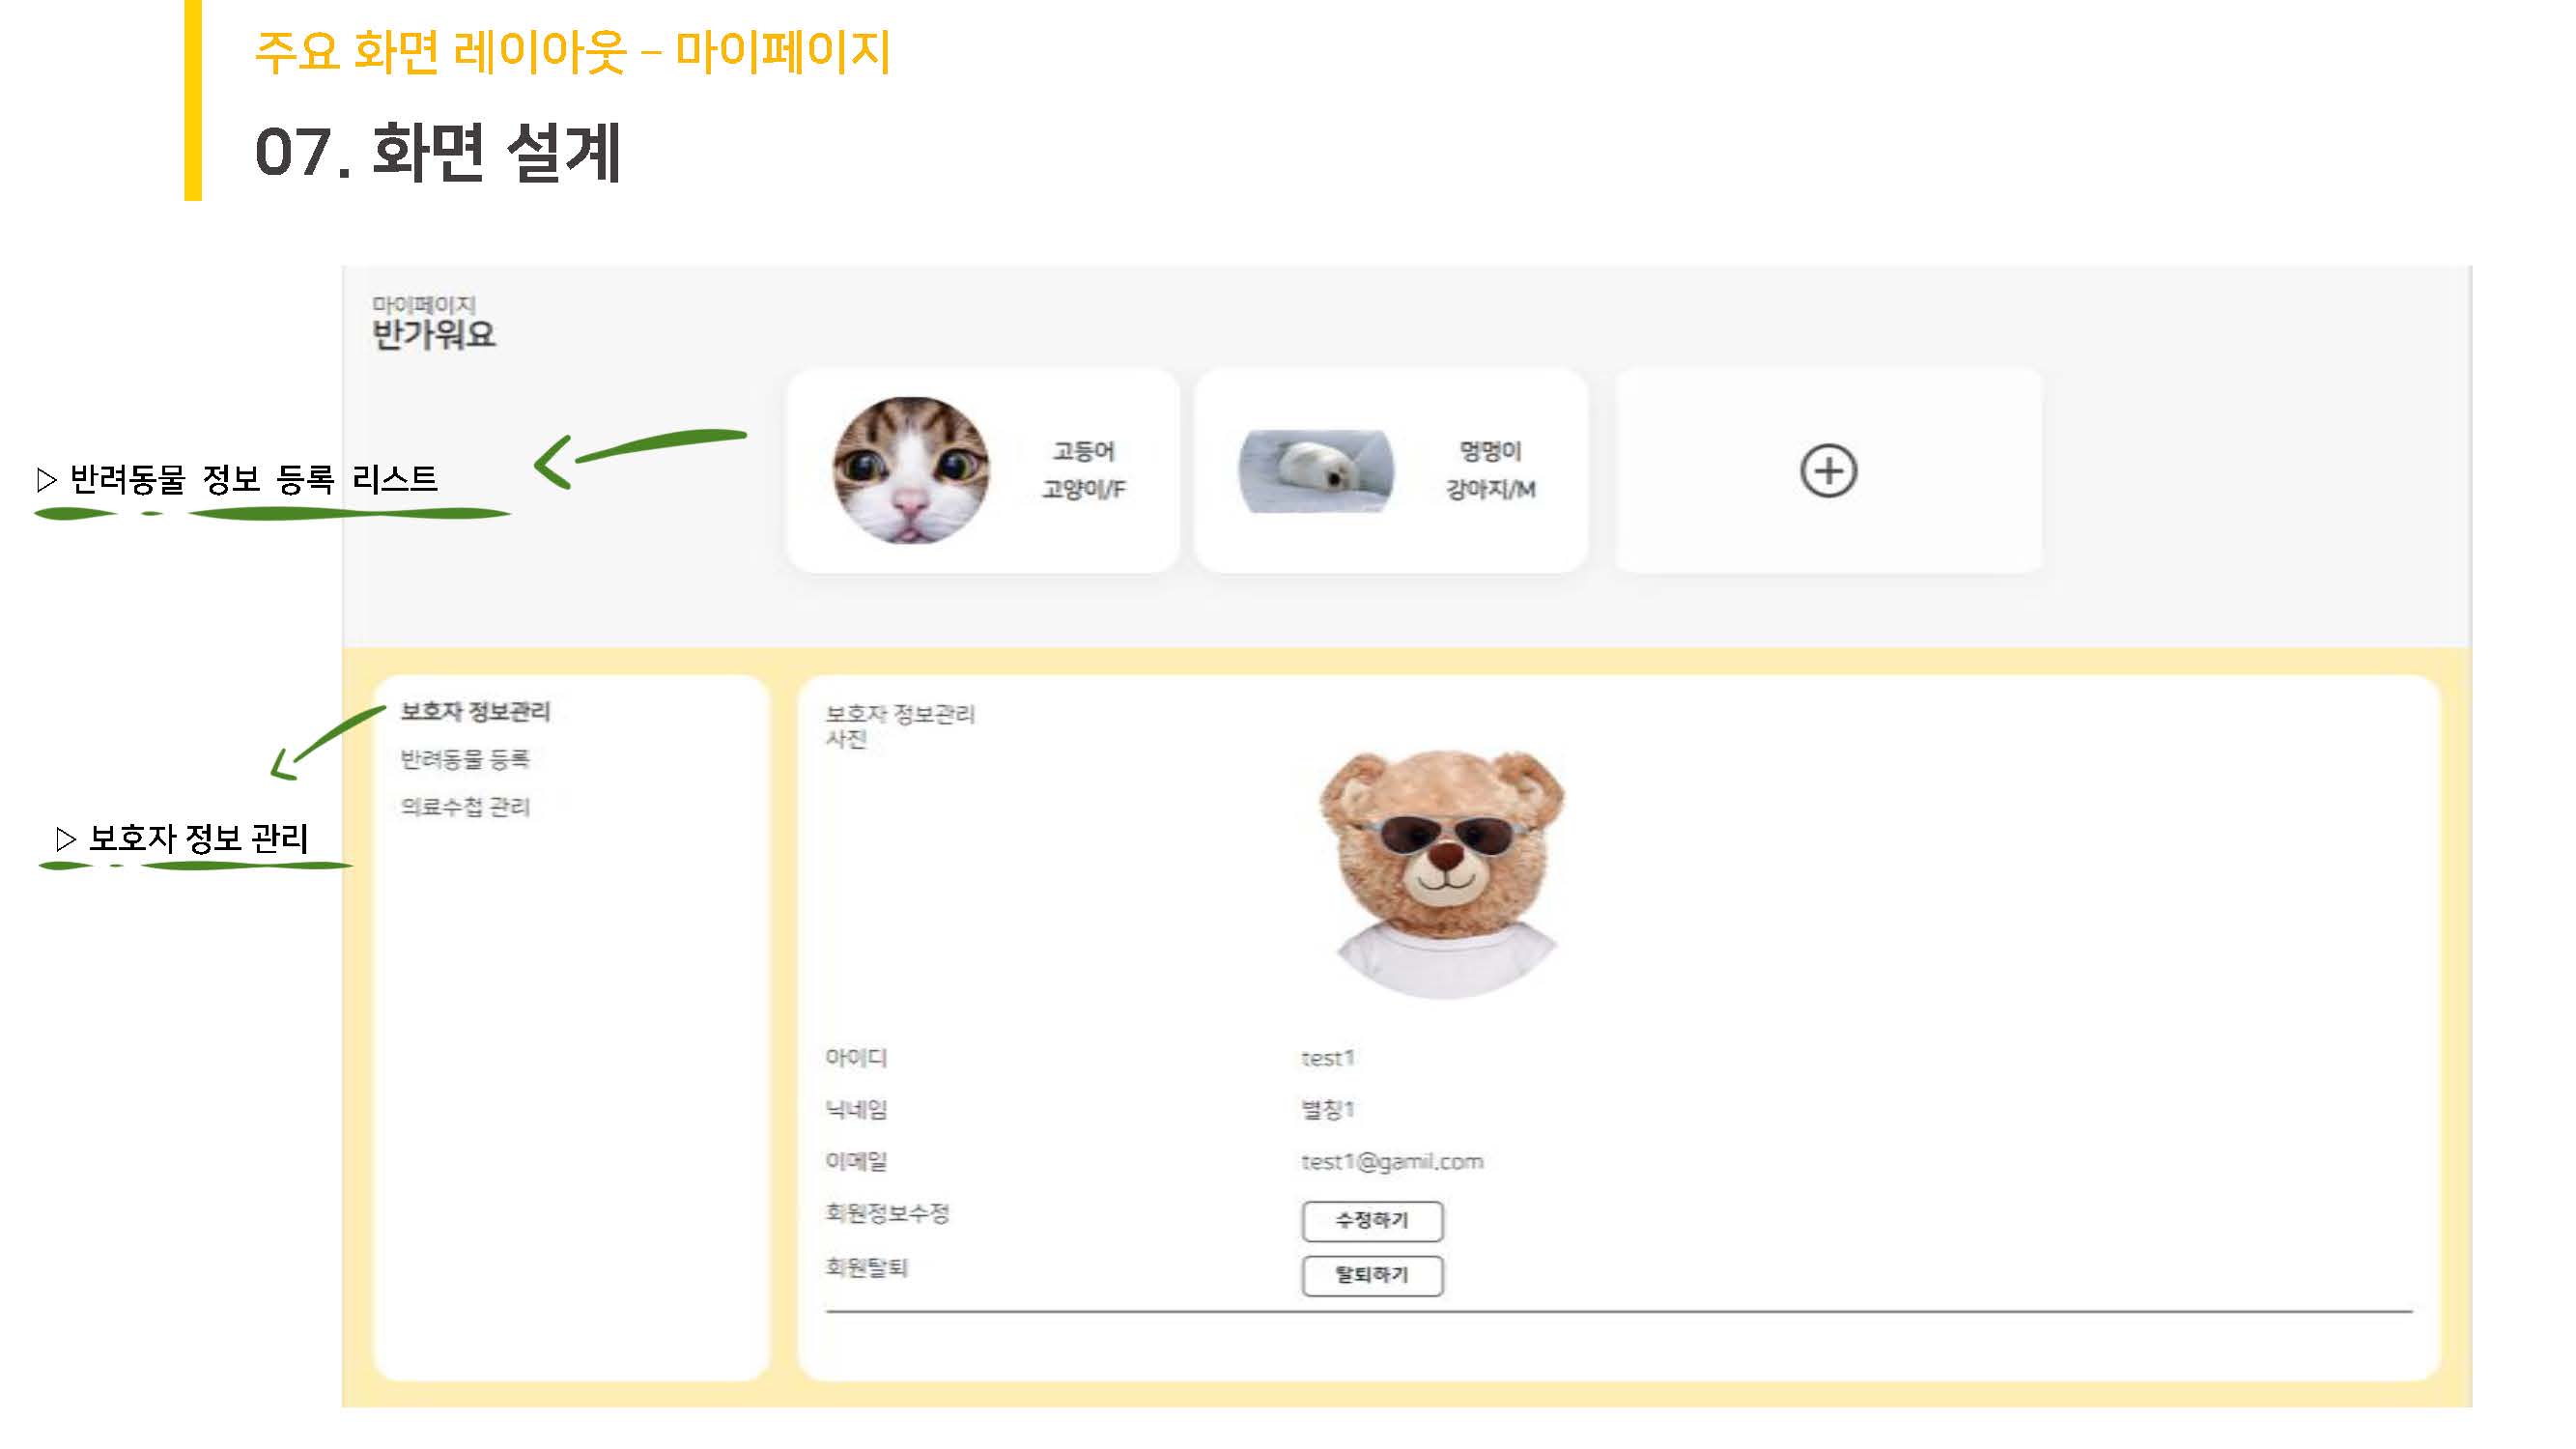 주요 화면 레이아웃 – 마이페이지
07. 화면 설계
마이페이지
반가워요
고등어
고양이/F
멍멍이
강아지/M
▷ 반려동물 정보 등록 리스트
보호자 정보관리
반려동물 등록
의료수첩 관리
▷ 보호자 정보 관리
보호자 정보관리
사진
아이디 test1
닉네임 별칭1
이메일 test1@gamil.com
회원정보수정 수정하기
회원탈퇴 탈퇴하기